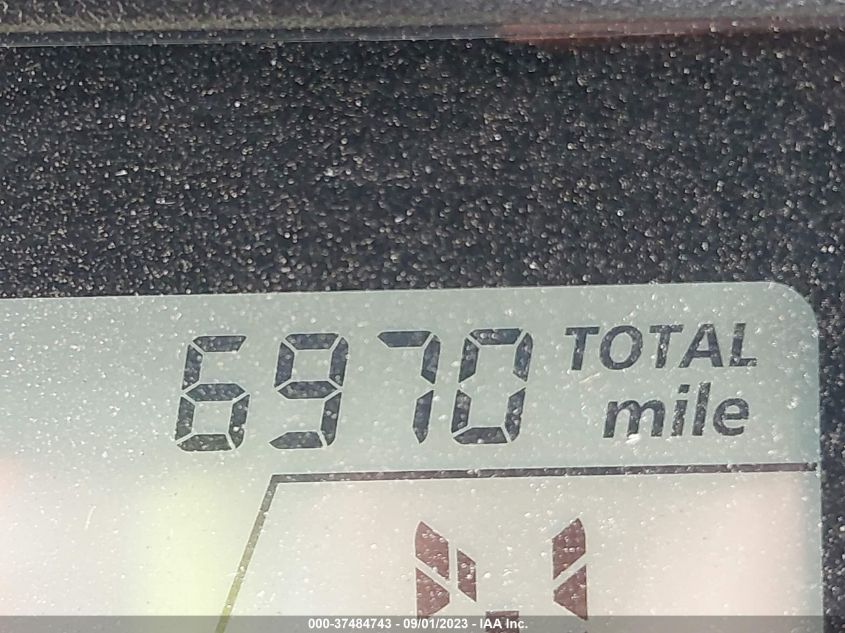 6970 TOTAL
mile
N
000-37484743 // 09/01/2023 - IAA Inc.